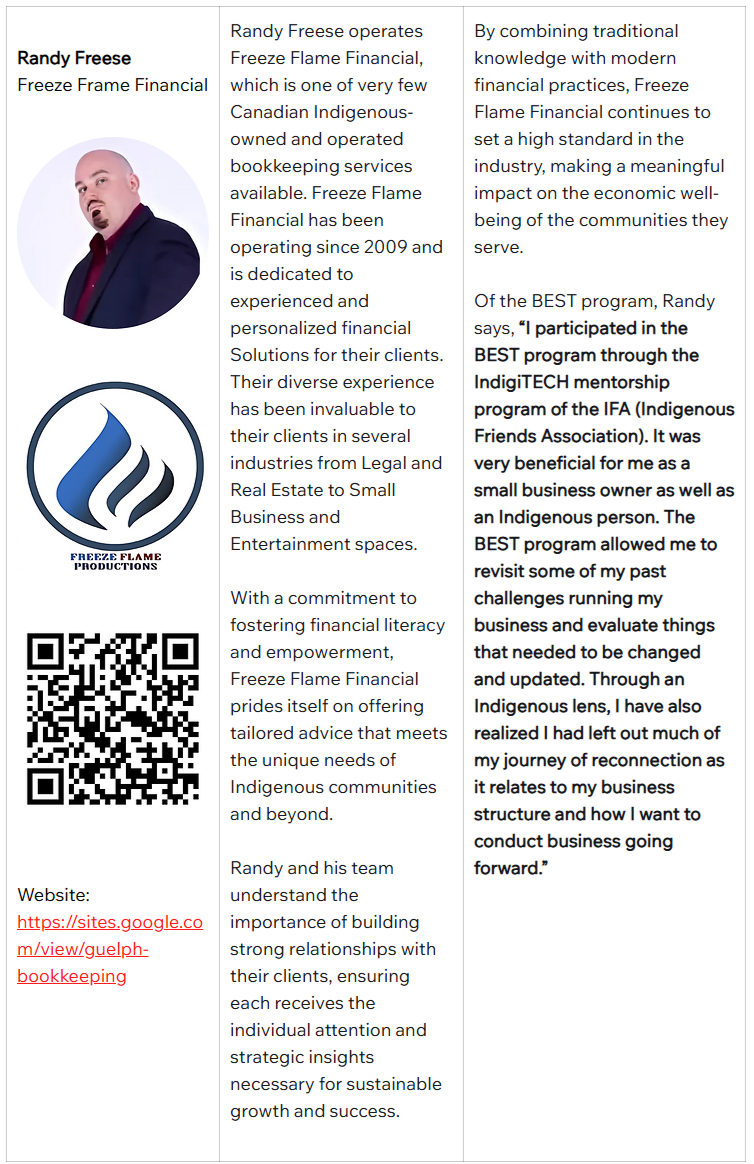 Randy Freese
Freeze Frame Financial
FREEZE FLAME
PRODUCTIONS
Website:
https://sites.google.co
m/view/guelph-
bookkeeping
Randy Freese operates
Freeze Flame Financial,
which is one of very few
Canadian Indigenous-
owned and operated
bookkeeping services
available. Freeze Flame
Financial has been
operating since 2009 and
is dedicated to
experienced and
personalized financial
Solutions for their clients.
Their diverse experience
has been invaluable to
their clients in several
industries from Legal and
Real Estate to Small
Business and
Entertainment spaces.
With a commitment to
fostering financial literacy
and empowerment,
Freeze Flame Financial
prides itself on offering
tailored advice that meets
the unique needs of
Indigenous communities
and beyond.
Randy and his team
understand the
importance of building
strong relationships with
their clients, ensuring
each receives the
individual attention and
strategic insights
necessary for sustainable
growth and success.
By combining traditional
knowledge with modern
financial practices, Freeze
Flame Financial continues to
set a high standard in the
industry, making a meaningful
impact on the economic well-
being of the communities they
serve.
Of the BEST program, Randy
says, “I participated in the
BEST program through the
IndigiTECH mentorship
program of the IFA (Indigenous
Friends Association). It was
very beneficial for me as a
small business owner as well as
an Indigenous person. The
BEST program allowed me to
revisit some of my past
challenges running my
business and evaluate things
that needed to be changed
and updated. Through an
Indigenous lens, I have also
realized I had left out much of
my journey of reconnection as
it relates to my business
structure and how I want to
conduct business going
forward.”